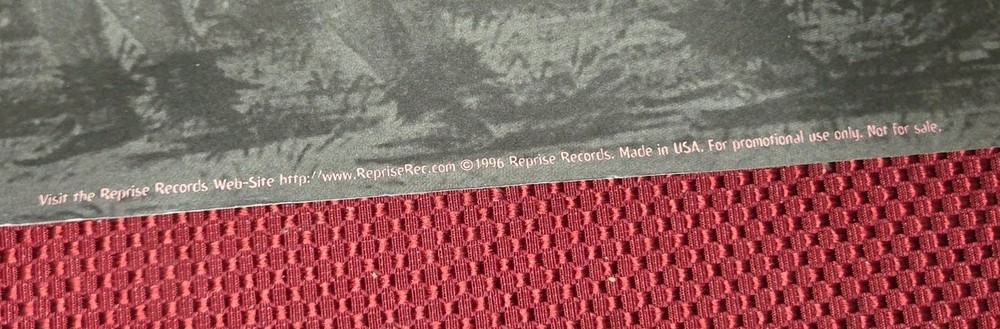 Visit the Reprise Records Web-Site http://www.RepriseRec.com ©1996 Reprise Records. Made in USA. For promotional use only. Not for sale.